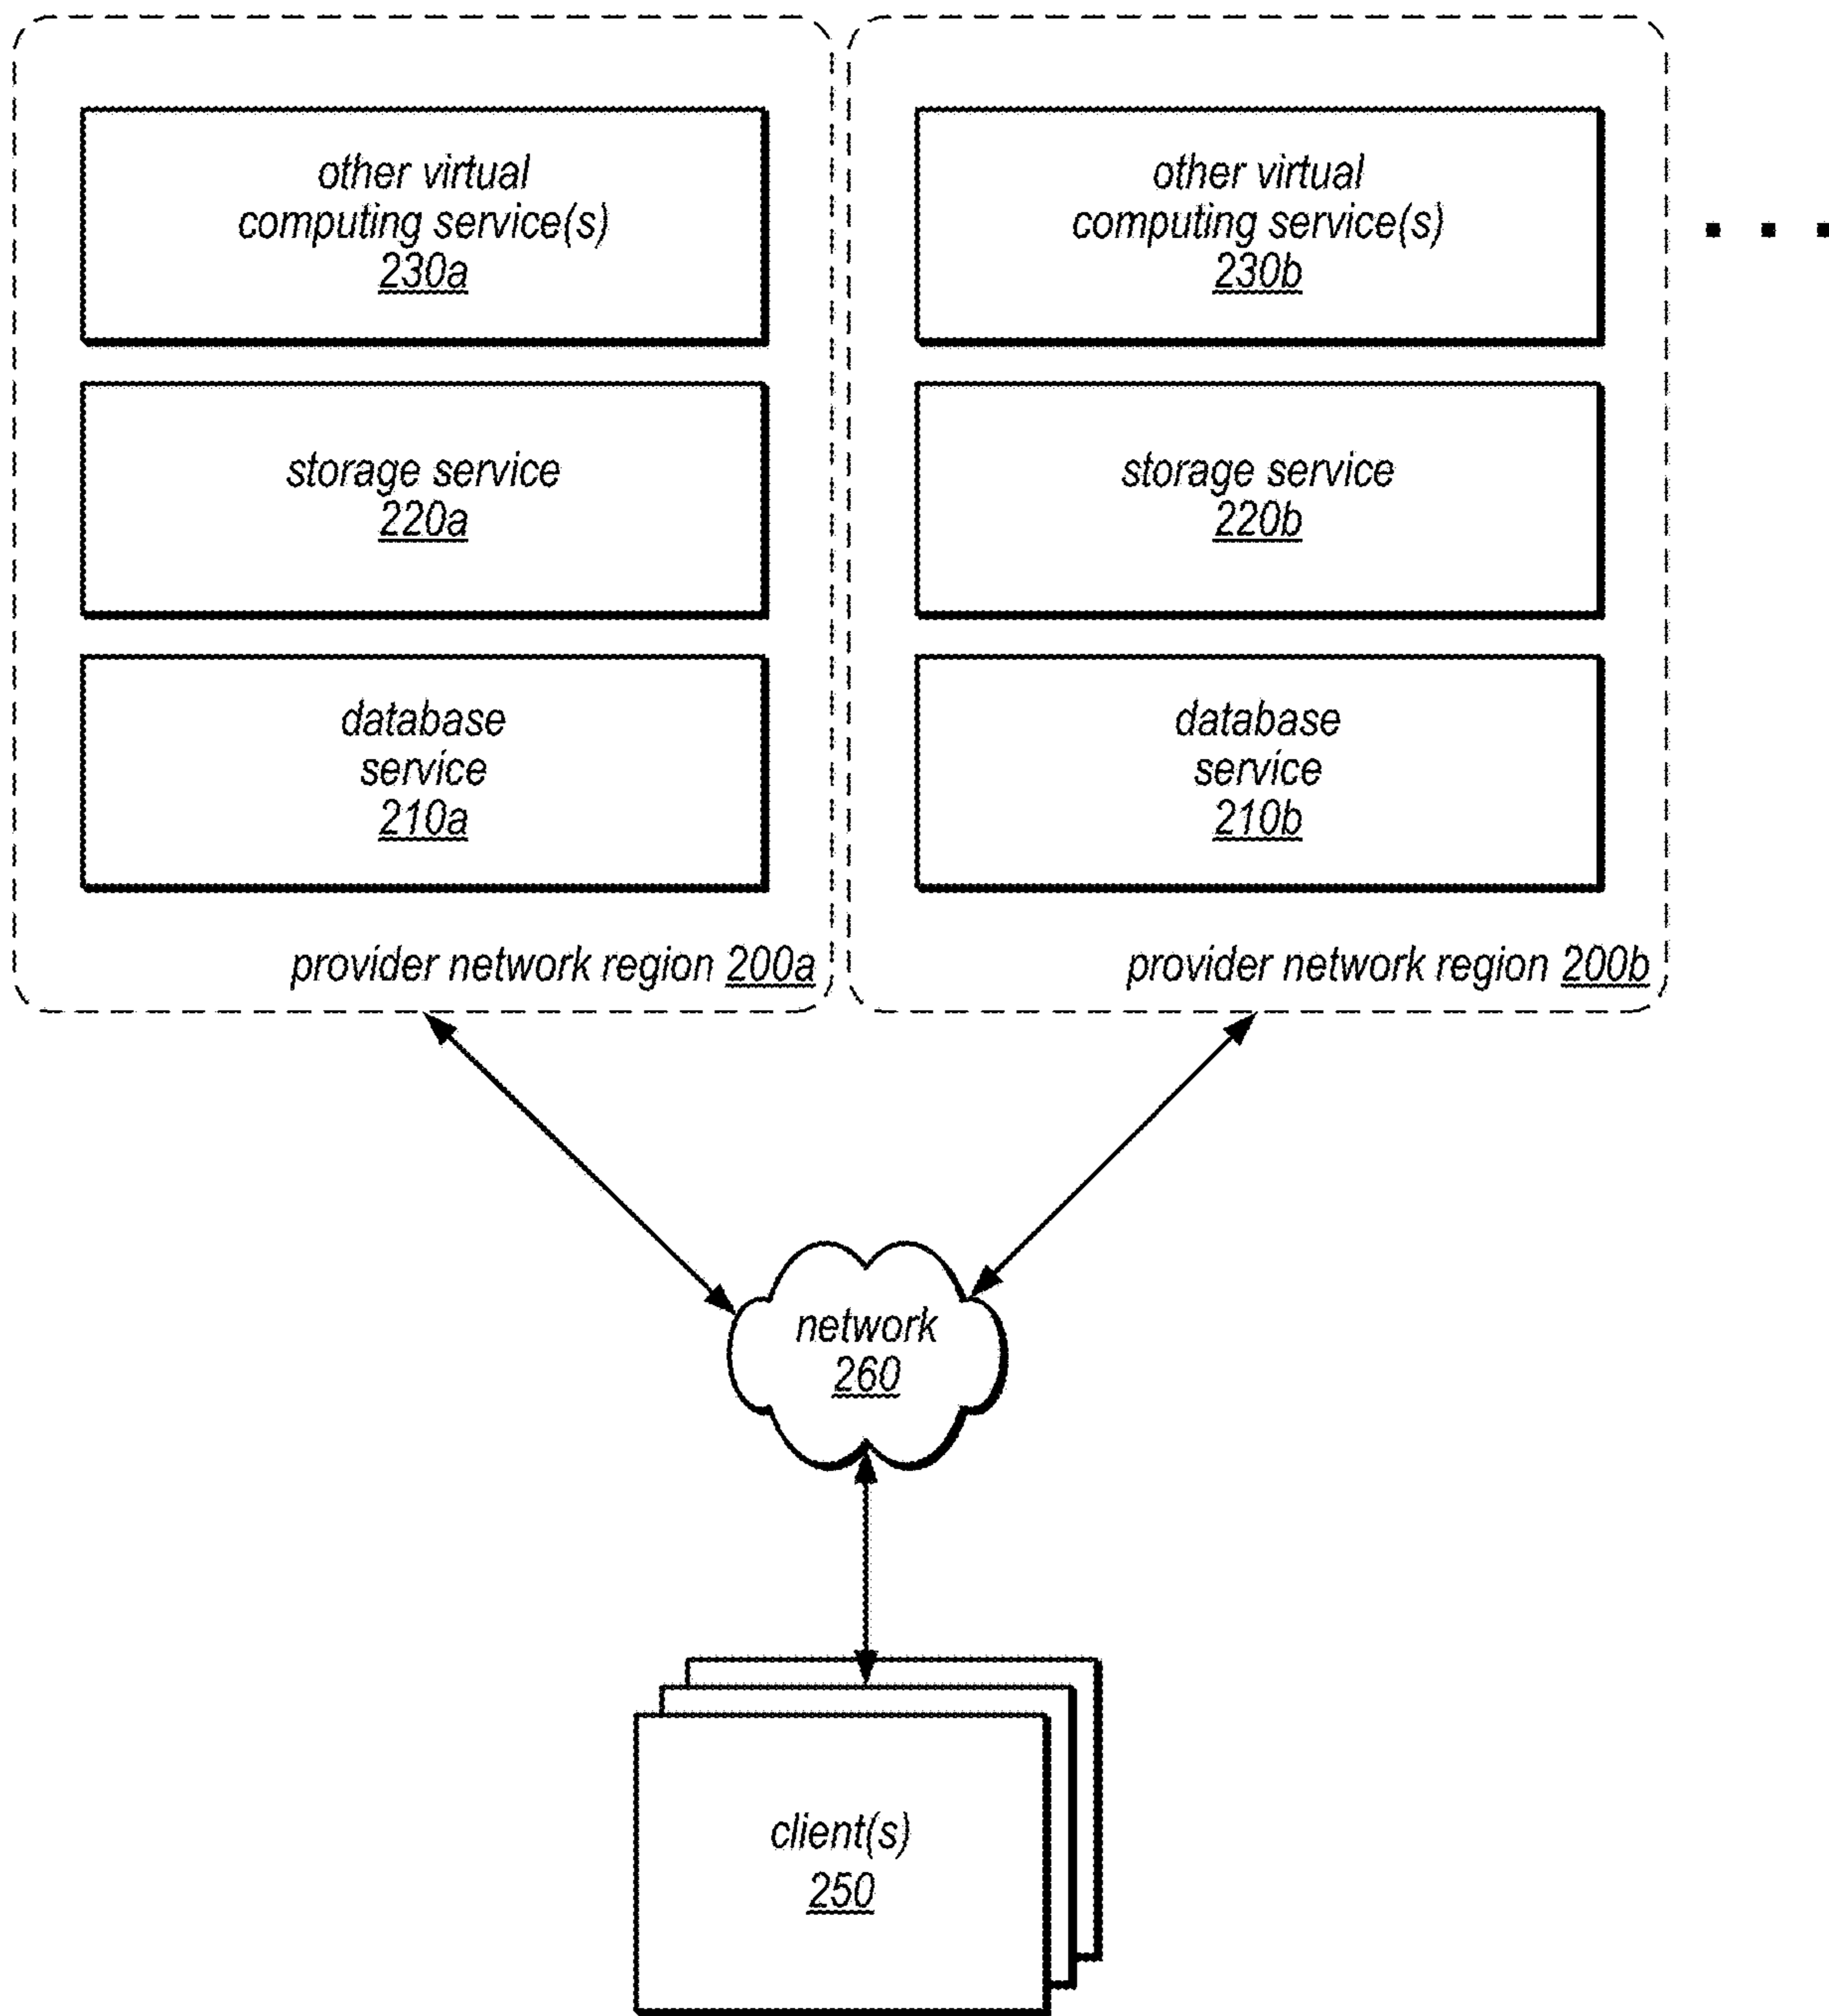 other virtual
computing service(s)
230a
storage service
220a
database
service
210a
provider network region 200a
other virtual
computing service(s)
230b
storage service
220b
database
service
210b
provider network region 200b
. . .
network
260
client(s)
250